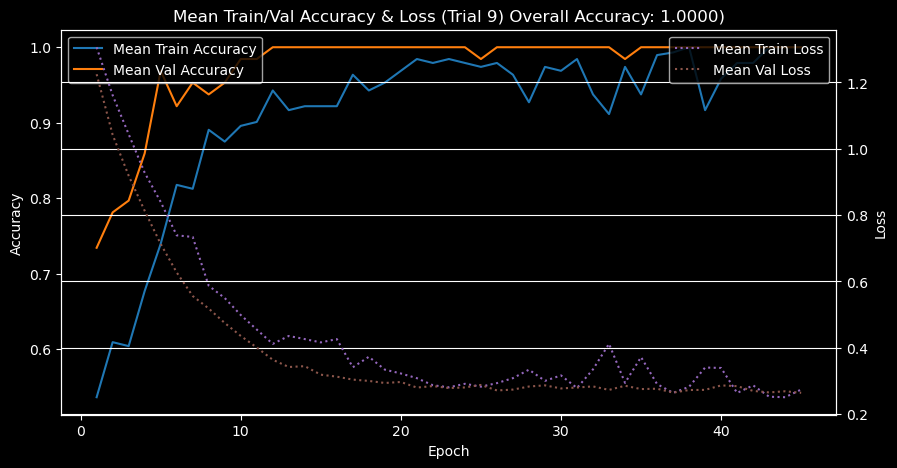 Mean Train/Val Accuracy & Loss (Trial 9) Overall Accuracy: 1.0000)
Mean Train Accuracy
Mean Val Accuracy
Mean Train Loss
Mean Val Loss
1.0
0.9
0.8
0.7
0.6
Accuracy
1.2
1.0
0.8
0.6
0.4
0.2
Loss
0
10
20
30
40
Epoch